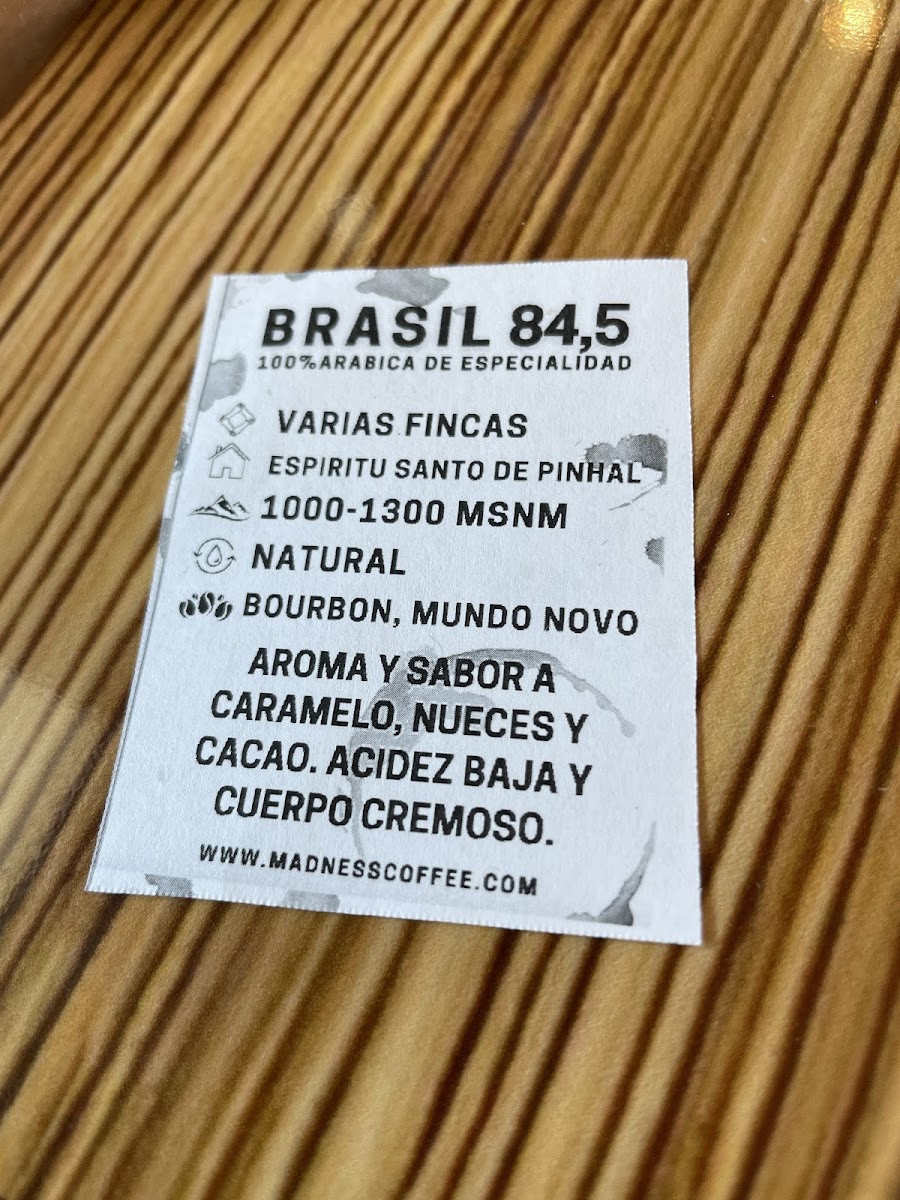 BRASIL 84,5
100%ARABICA DE ESPECIALIDAD
VARIAS FINCAS
ESPIRITU SANTO DE PINHAL
1000-1300 MSNM
NATURAL
BOURBON, MUNDO NOVO
AROMA Y SABOR A
CARAMELO, NUECES Y
CACAO. ACIDEZ BAJA Y
CUERPO CREMOSO.
WWW.MADNESSCOFFEE.COM